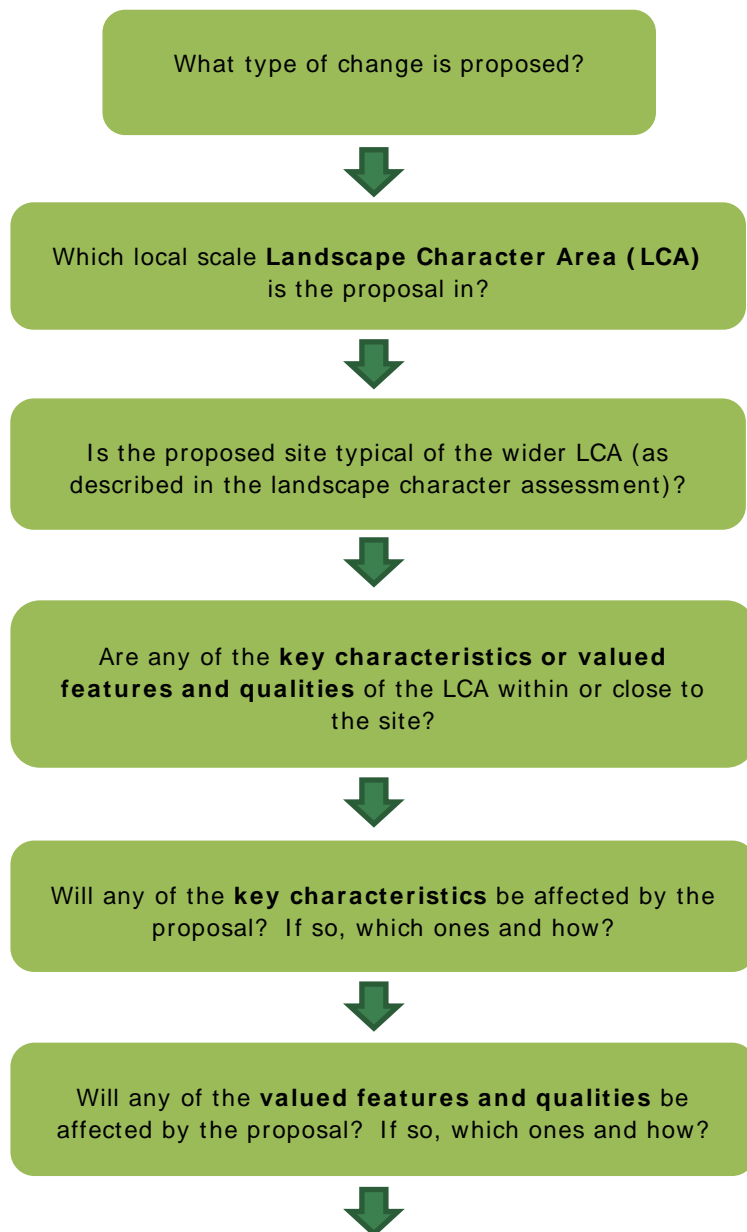 What type of change is proposed?
Which local scale Landscape Character Area (LCA)
is the proposal in?
Is the proposed site typical of the wider LCA (as
described in the landscape character assessment)?
Are any of the key characteristics or valued
features and qualities of the LCA within or close to
the site?
Will any of the key characteristics be affected by the
proposal? If so, which ones and how?
Will any of the valued features and qualities be
affected by the proposal? If so, which ones and how?